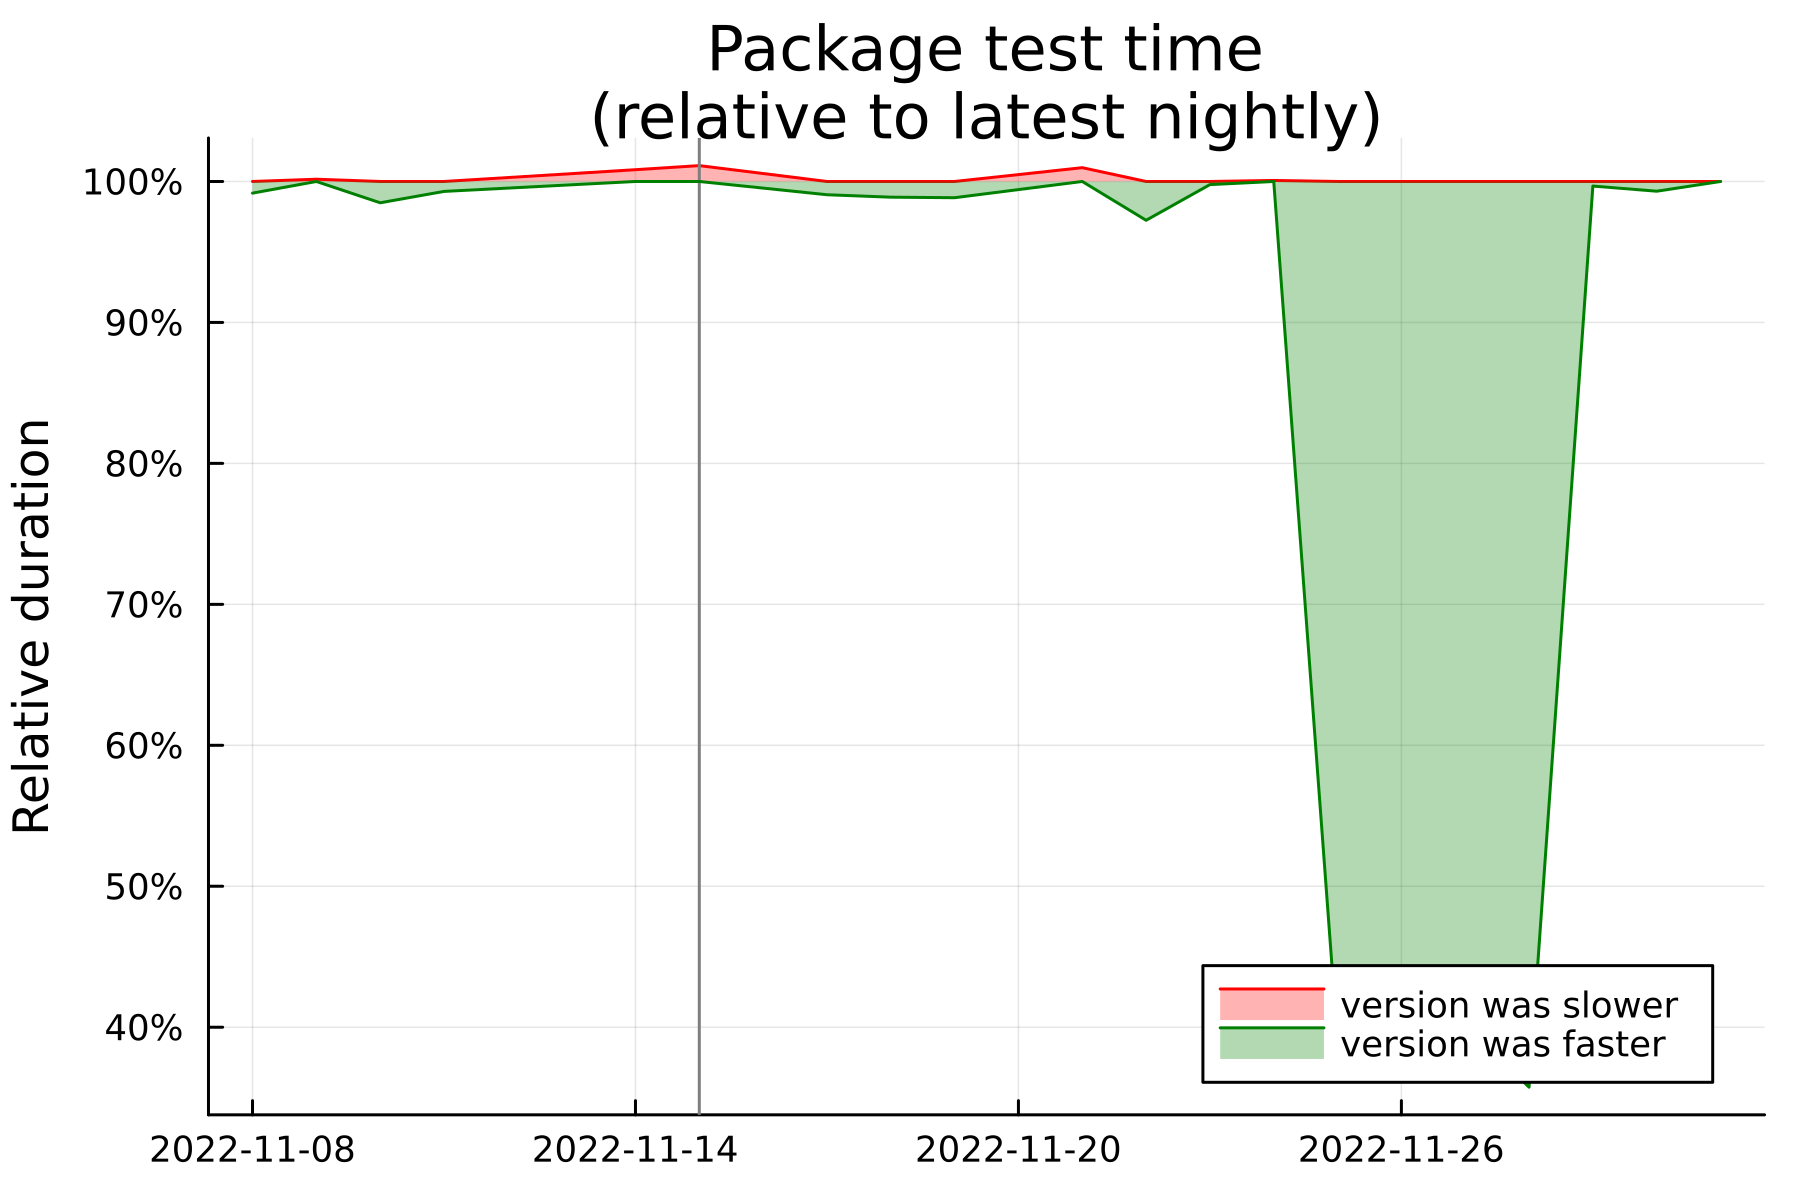 Package test time
(relative to latest nightly)
Relative duration
100%
90%
80%
70%
60%
50%
40%
version was slower
version was faster
2022-11-08
2022-11-14
2022-11-20
2022-11-26